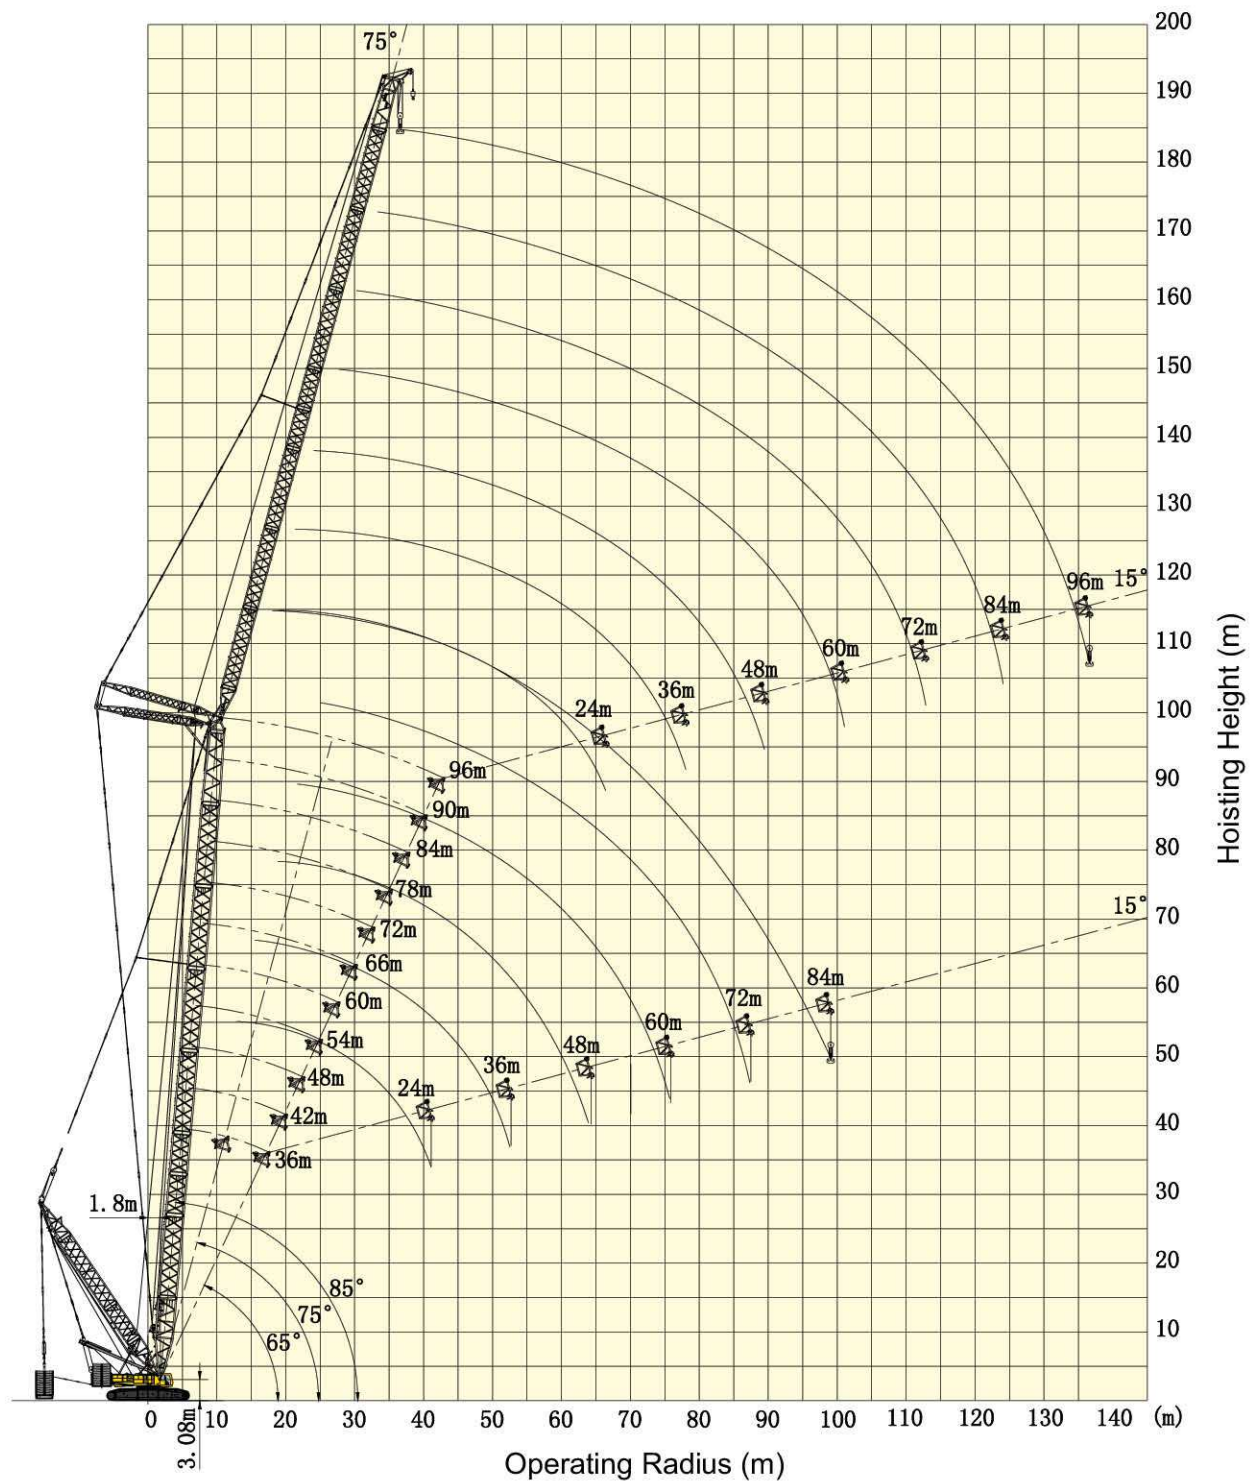 200
75°
190
180
170
160
150
140
130
120
96m 15°
84m
110
72m
60m
48m
36m
24m
100
96m
90
90m
84m
80
78m
72m
70
15°
66m
60m
60
84m
72m
54m
60m
50
48m
48m
36m
24m
42m
40
36m
30
1.8m
20
85°
75°
65°
10
3.08m
0 10 20 30 40 50 60 70 80 90 100 110 120 130 140 (m)
Operating Radius (m)
Hoisting Height (m)